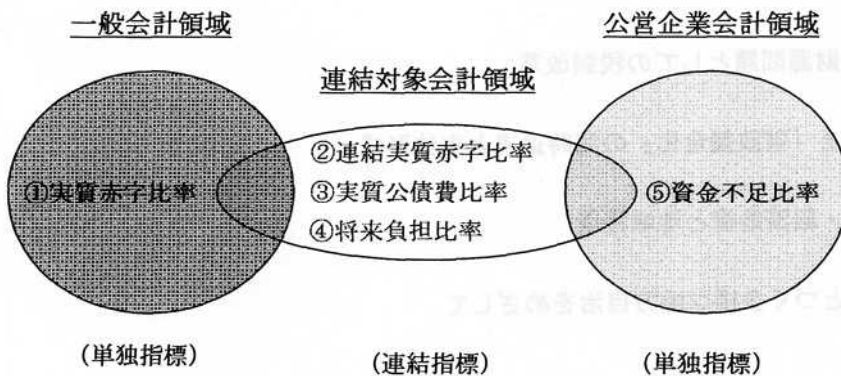 一般会計領域
公営企業会計領域
連結対象会計領域
①実質赤字比率
②連結実質赤字比率
③実質公債費比率
④将来負担比率
⑤資金不足比率
(単独指標)
(連結指標)
(単独指標)